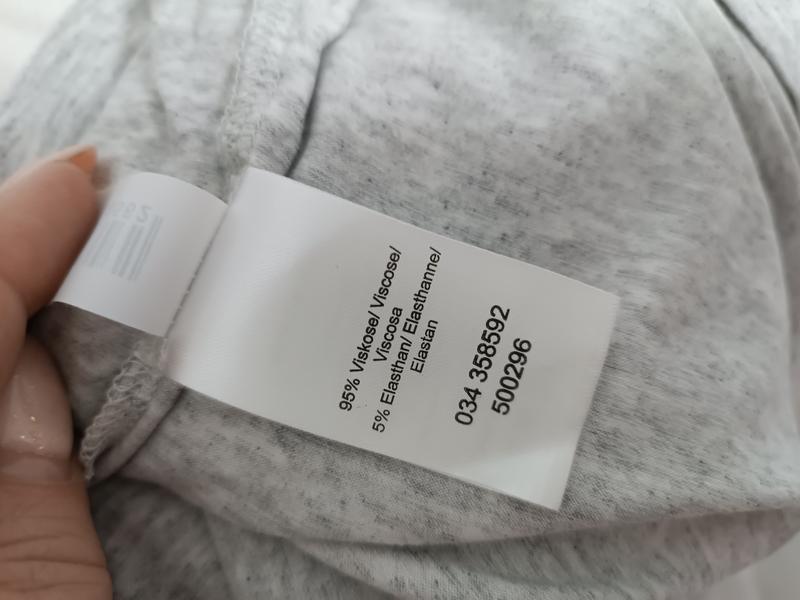 95% Viskose/ Viscose/
Viscosa
5% Elasthan/ Elasthanne/
Elastan
034 358592
500296